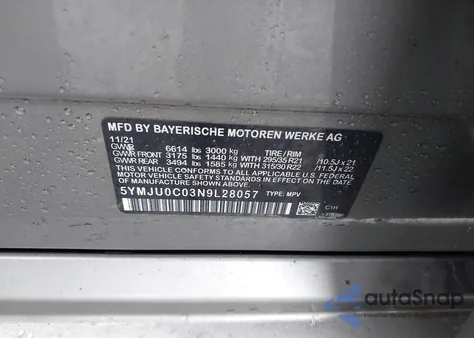 MFD BY BAYERISCHE MOTOREN WERKE AG
11/21
GVWR 6614 lbs 3000 kg TIRE/RIM
GVWR FRONT 3175 lbs 1440 kg WITH 295/35 R21 / 10.5J x 21
GVWR REAR 3494 lbs 1585 kg WITH 315/30 R22 / 11.5J x 22
THIS VEHICLE CONFORMS TO ALL APPLICABLE FEDERAL MOTOR
VEHICLE SAFETY STANDARDS IN EFFECT ON THE DATE OF
MANUFACTURE SHOWN ABOVE.
5YMJU0C03N9L28057 TYPE: MPV
C1H
autoSnap